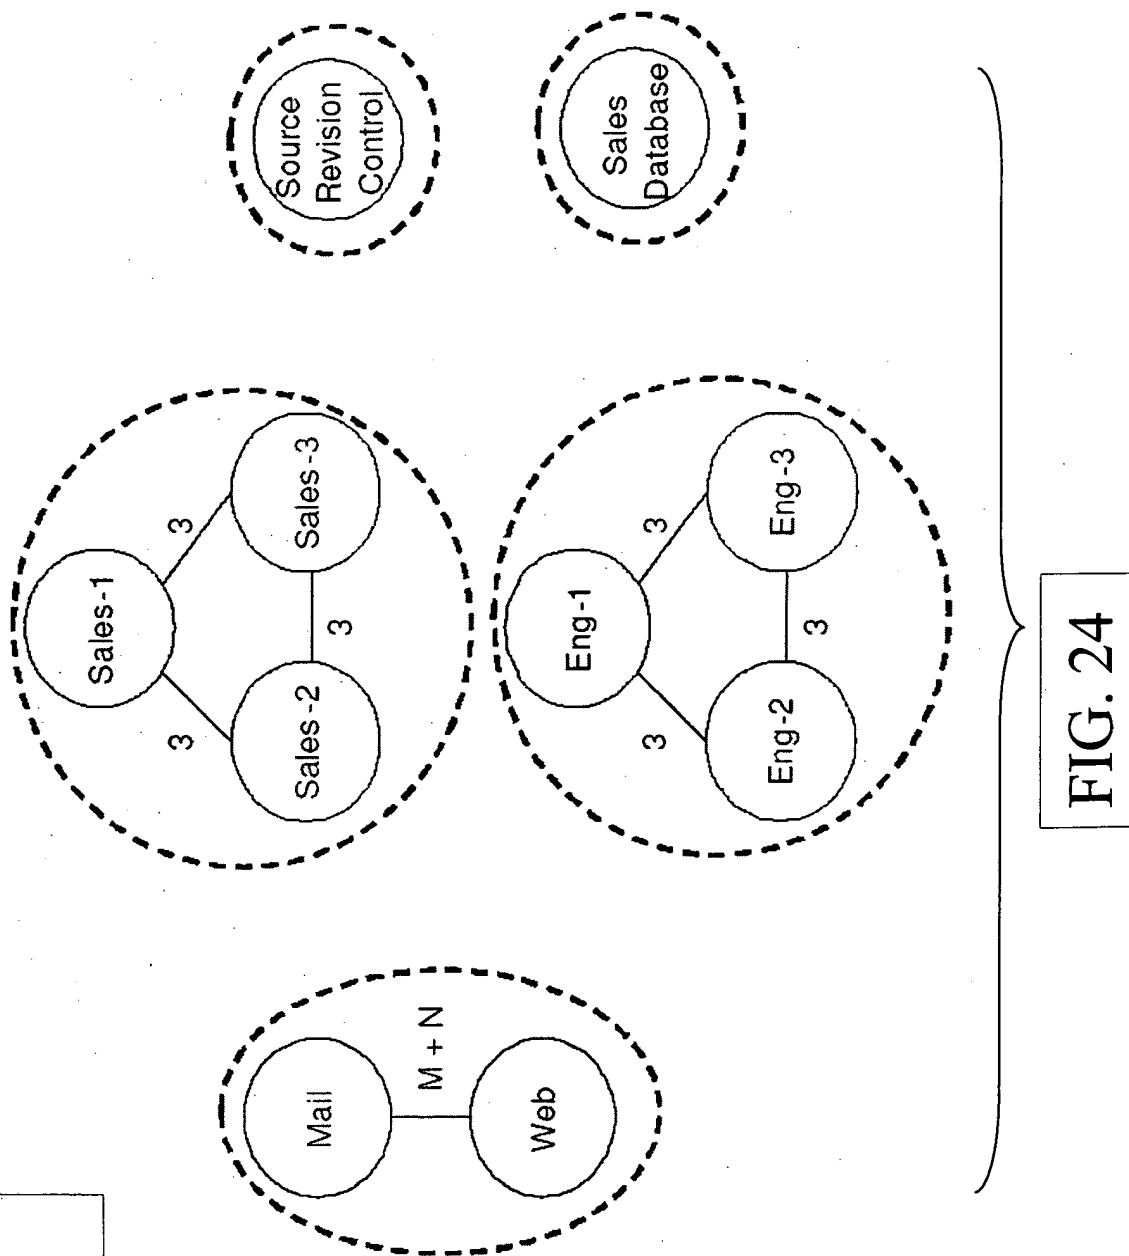 Mail
M + N
Web
Sales-1
3
3
Sales-2
Sales-3
3
Eng-1
3
3
Eng-2
Eng-3
3
Source
Revision
Control
Sales
Database
FIG. 24